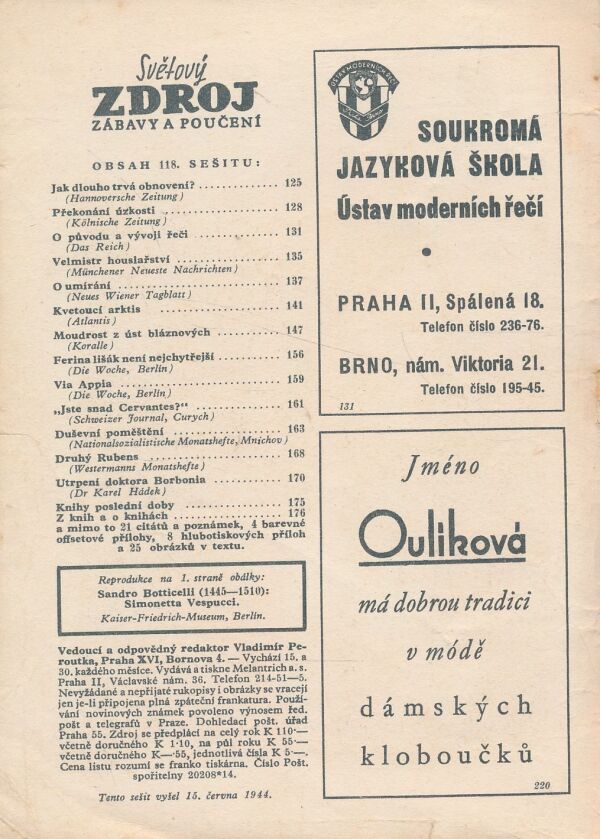 Světový
ZDROJ
ZÁBAVY A POUČENÍ
OBSAH 118. SEŠITU:
Jak dlouho trvá obnovení? ............ 125
(Hannoversche Zeitung)
Překonání úzkosti ............ 128
(Kölnische Zeitung)
O původu a vývoji řeči ............ 131
(Das Reich)
Velmistr houslařství ............ 135
(Münchener Neueste Nachrichten)
O umírání ............ 137
(Neues Wiener Tagblatt)
Kvetoucí arktis ............ 141
(Atlantis)
Moudrost z úst bláznových ............ 147
(Koralle)
Ferina lišák není nejchytřejší ............ 156
(Die Woche, Berlín)
Via Appia ............ 159
(Die Woche, Berlín)
„Jste snad Cervantes?“ ............ 161
(Schweizer Journal, Curych)
Duševní poměštění ............ 163
(Nationalsozialistische Monatshefte, Mnichov)
Druhý Rubens ............ 168
(Westermanns Monatshefte)
Utrpení doktora Borbonia ............ 170
(Dr Karel Hádek)
Knihy poslední doby ............ 175
Z knih a o knihách ............ 176
a mimo to 21 citátů a poznámek, 4 barevné
offsetové přílohy, 8 hlubotiskových příloh
a 25 obrázků v textu.
Reprodukce na 1. straně obálky:
Sandro Botticelli (1445—1510):
Simonetta Vespucci.
Kaiser-Friedrich-Museum, Berlin.
Vedoucí a odpovědný redaktor Vladimír Pe-
routka, Praha XVI, Bornova 4. — Vychází 15. a
30. každého měsíce. Vydává a tiskne Melantrich a. s.
Praha II, Václavské nám. 36. Telefon 214-51—5.
Nevyžádané a nepřijaté rukopisy i obrázky se vracejí
jen je-li připojena plná zpáteční frankatura. Použí-
vání novinových známek povoleno výnosem řed.
pošt a telegrafů v Praze. Dohledací pošt. úřad
Praha 55. Zdroj se předplácí na celý rok K 110·—
včetně doručného K 1·10, na půl roku K 55·—
včetně doručného K—·55, jednotlivá čísla K 5·—.
Cena listu rozumí se franko tiskárna. Číslo Pošt.
spořitelny 20208*14.
Tento sešit vyšel 15. června 1944.
ÚSTAV MODERNÍCH ŘEČÍ
SOUKROMÁ
JAZYKOVÁ ŠKOLA
Ústav moderních řečí
PRAHA II, Spálená 18.
Telefon číslo 236-76.
BRNO, nám. Viktoria 21.
Telefon číslo 195-45.
131
Jméno
Oulíková
má dobrou tradici
v módě
dámských
kloboučků
220